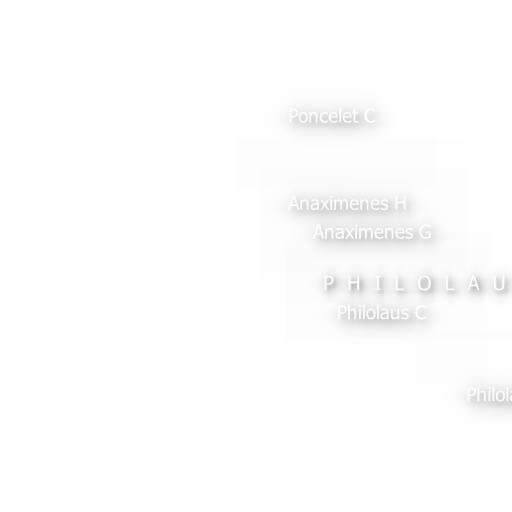 Poncelet C
Anaximenes H
Anaximenes G
P H I L O L A U
Philolaus C